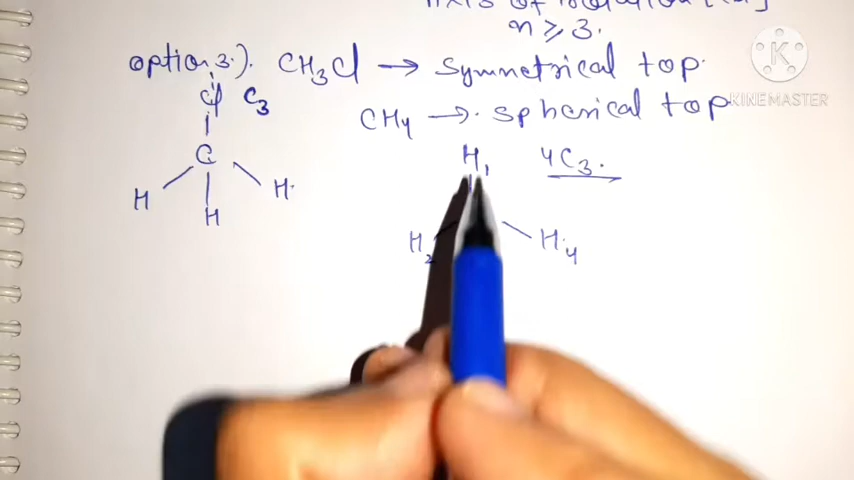 n ≥ 3.
option 3.). CH3Cl → Symmetrical top.
CH4 → Spherical top
KINEMASTER
Cl C3
C
H H H
H1 4C3.
H2 H4